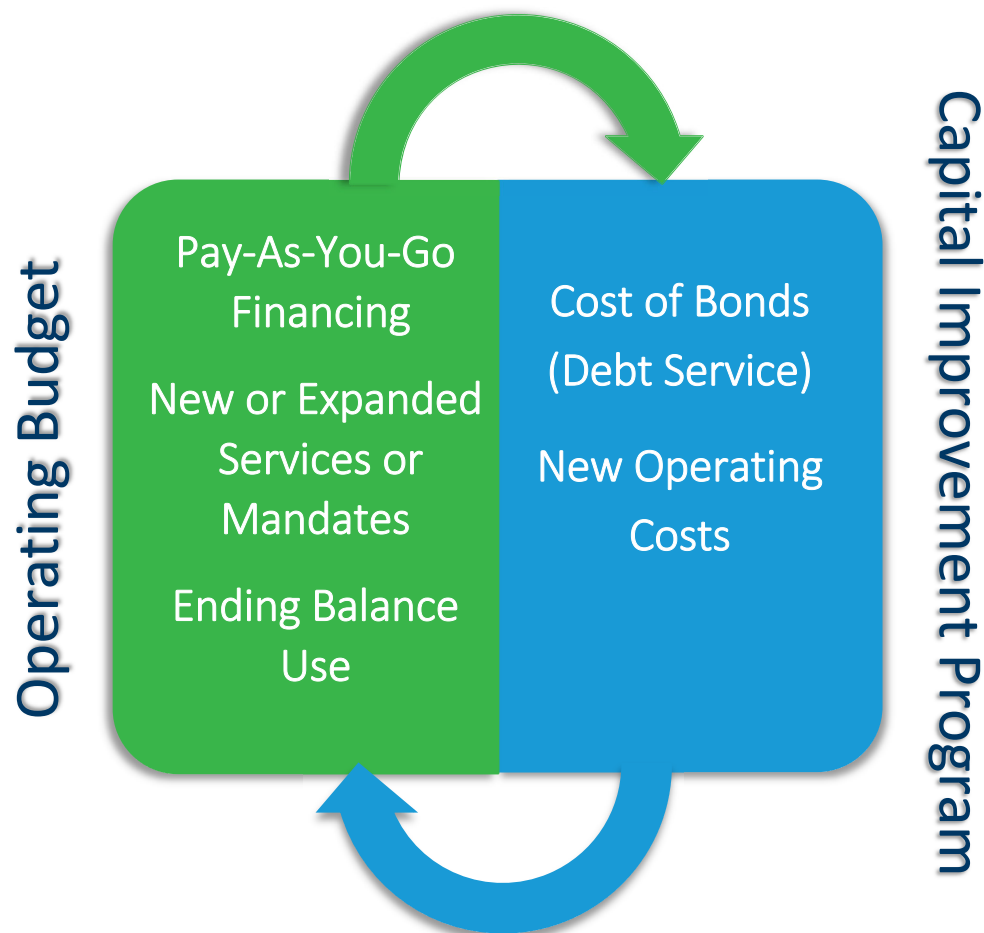 Operating Budget
Pay-As-You-Go
Financing
New or Expanded
Services or
Mandates
Ending Balance
Use
Cost of Bonds
(Debt Service)
New Operating
Costs
Capital Improvement Program